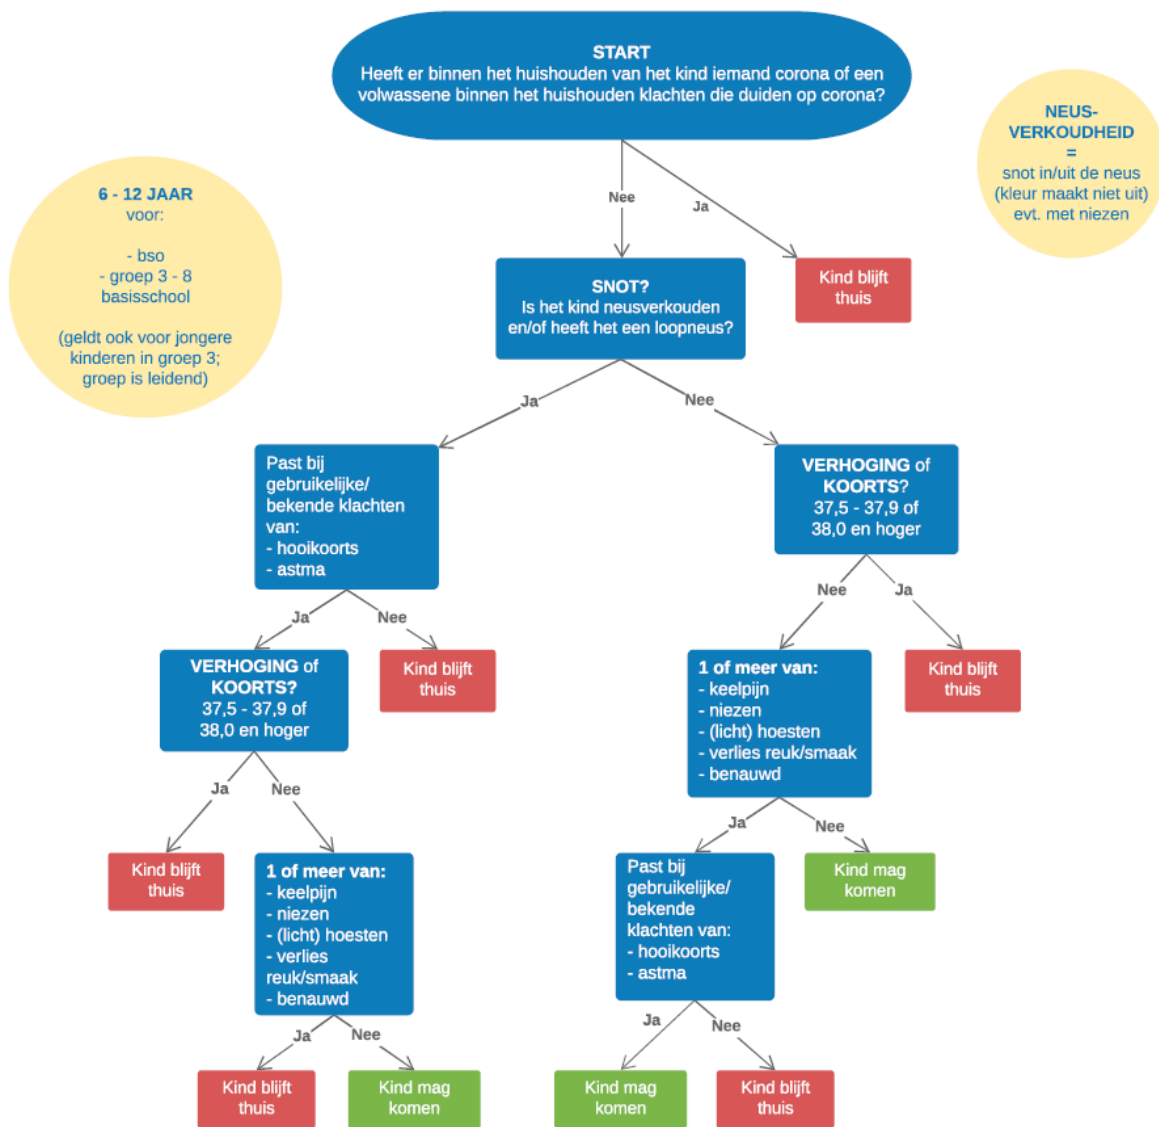 START
Heeft er binnen het huishouden van het kind iemand corona of een
volwassene binnen het huishouden klachten die duiden op corona?
NEUS-
VERKOUDHEID
=
snot in/uit de neus
(kleur maakt niet uit)
evt. met niezen
6 - 12 JAAR
voor:
- bso
- groep 3 - 8
basisschool
(geldt ook voor jongere
kinderen in groep 3;
groep is leidend)
Nee
Ja
SNOT?
Is het kind neusverkouden
en/of heeft het een loopneus?
Kind blijft
thuis
Ja
Nee
Past bij
gebruikelijke/
bekende klachten
van:
- hooikoorts
- astma
VERHOGING of
KOORTS?
37,5 - 37,9 of
38,0 en hoger
Ja
Nee
Nee
Ja
VERHOGING of
KOORTS?
37,5 - 37,9 of
38,0 en hoger
Kind blijft
thuis
1 of meer van:
- keelpijn
- niezen
- (licht) hoesten
- verlies reuk/smaak
- benauwd
Kind blijft
thuis
Ja
Nee
Ja
Nee
Kind blijft
thuis
1 of meer van:
- keelpijn
- niezen
- (licht) hoesten
- verlies
reuk/smaak
- benauwd
Past bij
gebruikelijke/
bekende
klachten van:
- hooikoorts
- astma
Kind mag
komen
Ja
Nee
Ja
Nee
Kind blijft
thuis
Kind mag
komen
Kind mag
komen
Kind blijft
thuis